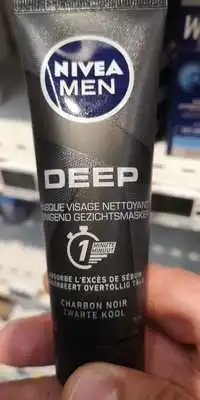 NIVEA
MEN
DEEP
MASQUE VISAGE NETTOYANT
REINIGEND GEZICHTSMASKER
1 MINUTE
MINUUT
ABSORBE L'EXCÈS DE SÉBUM
ABSORBEERT OVERTOLLIG TALG
CHARBON NOIR
ZWARTE KOOL